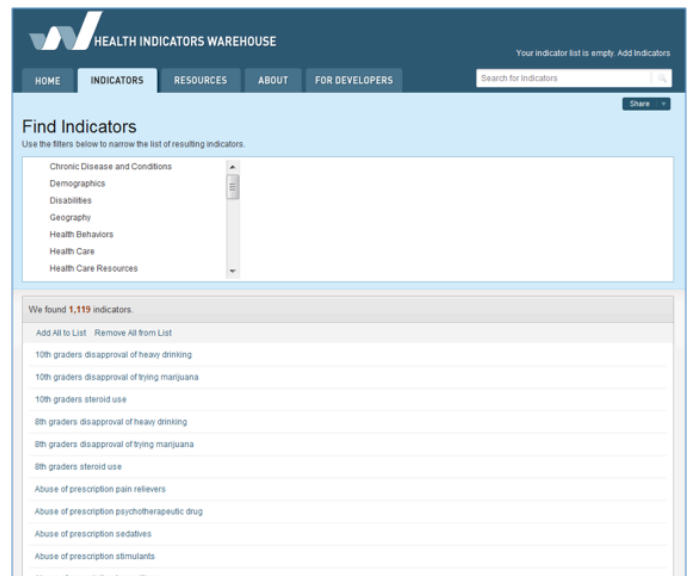 HEALTH INDICATORS WAREHOUSE
Your indicator list is empty. Add Indicators
HOME INDICATORS RESOURCES ABOUT FOR DEVELOPERS Search for Indicators
Share
Find Indicators
Use the filters below to narrow the list of resulting indicators.
Chronic Disease and Conditions
Demographics
Disabilities
Geography
Health Behaviors
Health Care
Health Care Resources
We found 1,119 indicators.
Add All to List Remove All from List
10th graders disapproval of heavy drinking
10th graders disapproval of trying marijuana
10th graders steroid use
8th graders disapproval of heavy drinking
8th graders disapproval of trying marijuana
8th graders steroid use
Abuse of prescription pain relievers
Abuse of prescription psychotherapeutic drug
Abuse of prescription sedatives
Abuse of prescription stimulants